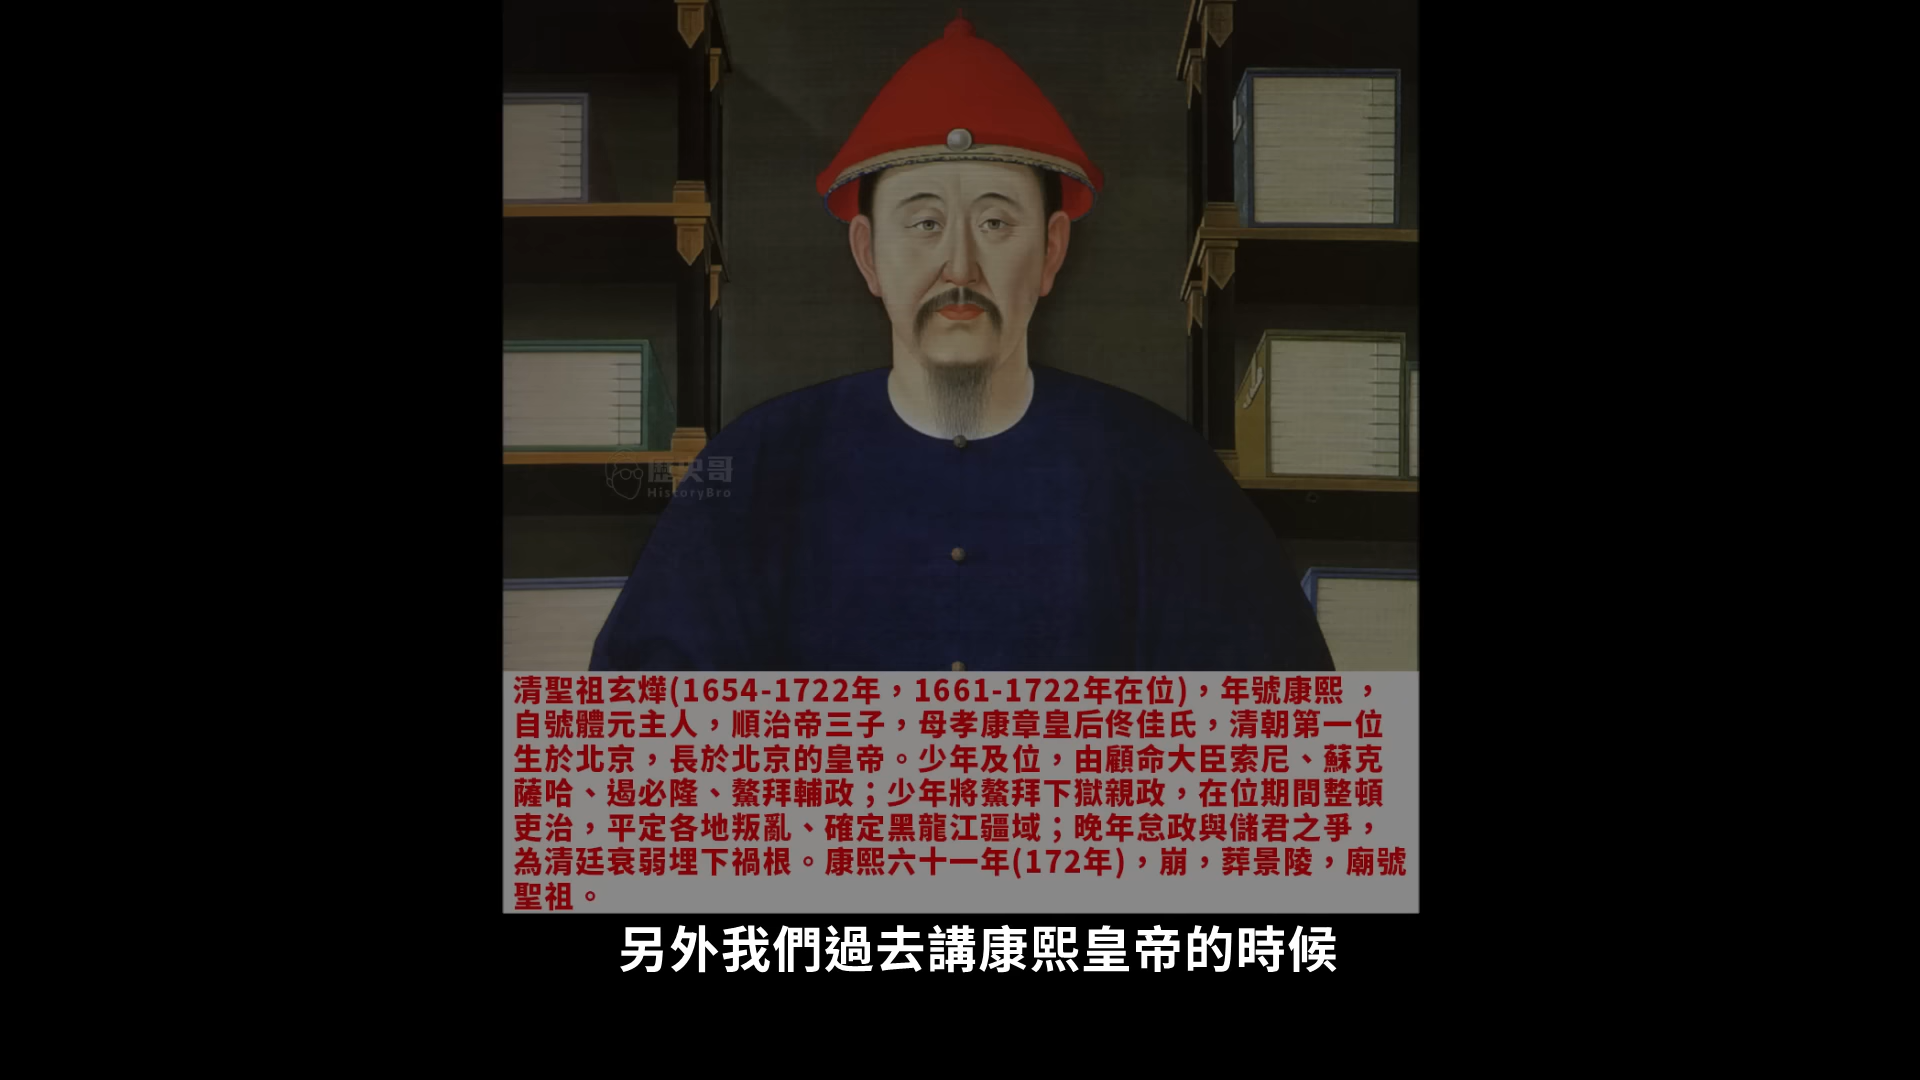 歷史哥
HistoryBro
清聖祖玄燁(1654-1722年，1661-1722年在位)，年號康熙 ，
自號體元主人，順治帝三子，母孝康章皇后佟佳氏，清朝第一位
生於北京，長於北京的皇帝。少年及位，由顧命大臣索尼、蘇克
薩哈、遏必隆、鰲拜輔政；少年將鰲拜下獄親政，在位期間整頓
吏治，平定各地叛亂、確定黑龍江疆域；晚年怠政與儲君之爭，
為清廷衰弱埋下禍根。康熙六十一年(172年)，崩，葬景陵，廟號
聖祖。
另外我們過去講康熙皇帝的時候